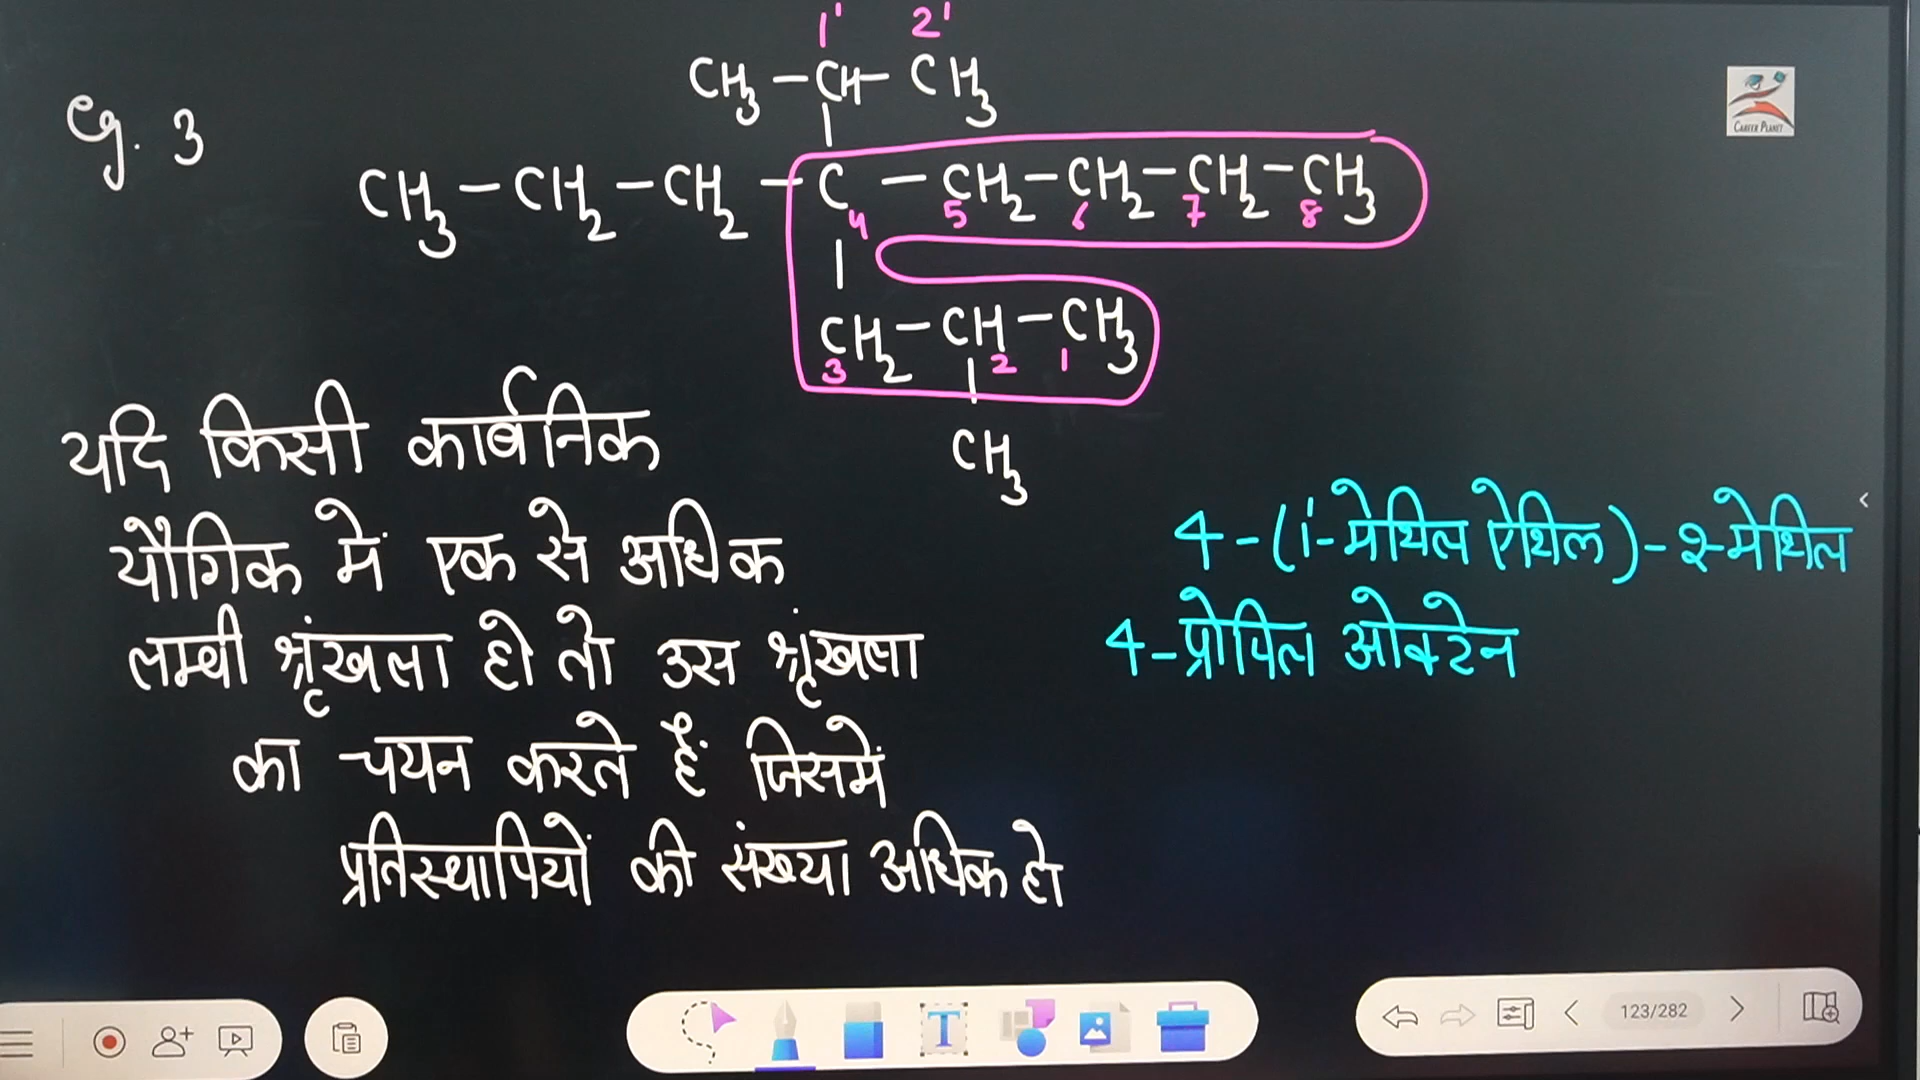 1' 2'
CH3 – CH – CH3
eg. 3
CH3 – CH2 – CH2 – C – CH2 – CH2 – CH2 – CH3
4 5 6 7 8
CH2 – CH – CH3
3 2 1
CH3
CAREER PLANET
यदि किसी कार्बनिक
यौगिक में एक से अधिक
लम्बी श्रृंखला हो तो उस श्रृंखला
का चयन करते हैं जिसमें
प्रतिस्थापियों की संख्या अधिक हो
4-(1'-मेथिल ऐथिल)-2-मेथिल
4-प्रोपिल ओक्टेन
123/282